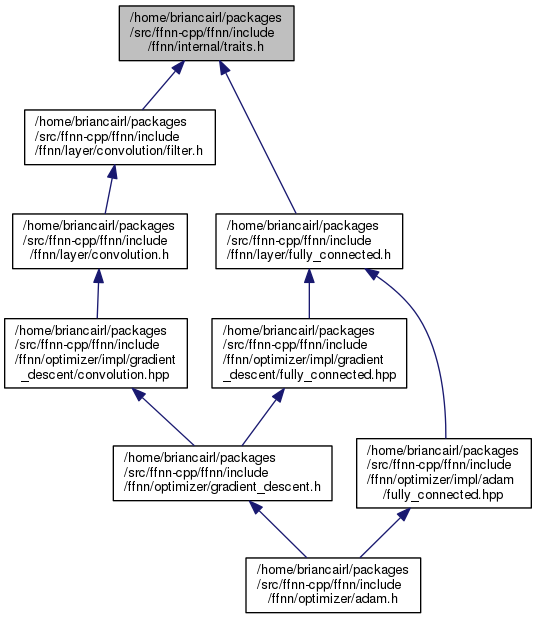 /home/briancairl/packages
/src/ffnn-cpp/ffnn/include
/ffnn/internal/traits.h
/home/briancairl/packages
/src/ffnn-cpp/ffnn/include
/ffnn/layer/convolution/filter.h
/home/briancairl/packages
/src/ffnn-cpp/ffnn/include
/ffnn/layer/convolution.h
/home/briancairl/packages
/src/ffnn-cpp/ffnn/include
/ffnn/layer/fully_connected.h
/home/briancairl/packages
/src/ffnn-cpp/ffnn/include
/ffnn/optimizer/impl/gradient
_descent/convolution.hpp
/home/briancairl/packages
/src/ffnn-cpp/ffnn/include
/ffnn/optimizer/impl/gradient
_descent/fully_connected.hpp
/home/briancairl/packages
/src/ffnn-cpp/ffnn/include
/ffnn/optimizer/gradient_descent.h
/home/briancairl/packages
/src/ffnn-cpp/ffnn/include
/ffnn/optimizer/impl/adam
/fully_connected.hpp
/home/briancairl/packages
/src/ffnn-cpp/ffnn/include
/ffnn/optimizer/adam.h